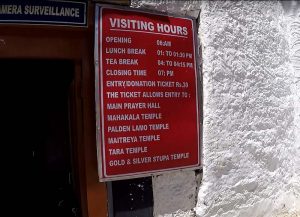 AMERA SURVEILLANCE
VISITING HOURS
OPENING 08:AM
LUNCH BREAK 01: TO 01:30 PM
TEA BREAK 04: TO 04:15 PM
CLOSING TIME 07: PM
ENTRY/DONATION TICKET Rs.30
THE TICKET ALLOWS ENTRY TO :
MAIN PRAYER HALL
MAHAKALA TEMPLE
PALDEN LAMO TEMPLE
MAITREYA TEMPLE
TARA TEMPLE
GOLD & SILVER STUPA TEMPLE